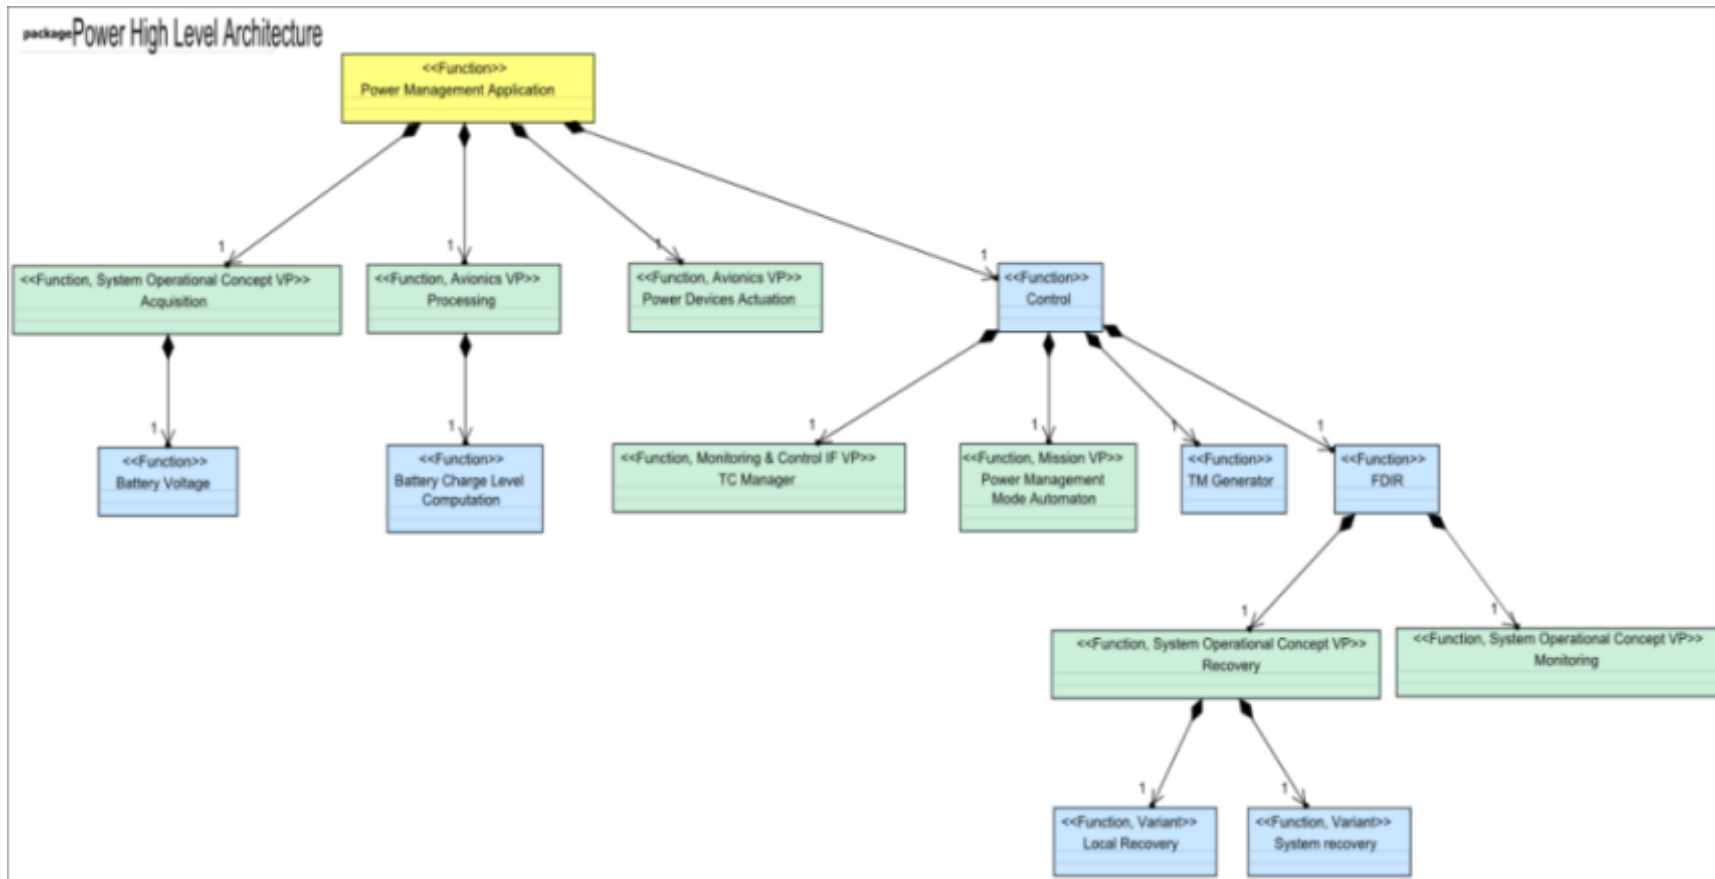 package Power High Level Architecture
<<Function>>
Power Management Application
1
1
1
1
<<Function, System Operational Concept VP>>
Acquisition
<<Function, Avionics VP>>
Processing
<<Function, Avionics VP>>
Power Devices Actuation
<<Function>>
Control
1
1
1
1
1
1
<<Function>>
Battery Voltage
<<Function>>
Battery Charge Level
Computation
<<Function, Monitoring & Control IF VP>>
TC Manager
<<Function, Mission VP>>
Power Management
Mode Automaton
<<Function>>
TM Generator
<<Function>>
FDIR
1
1
<<Function, System Operational Concept VP>>
Recovery
<<Function, System Operational Concept VP>>
Monitoring
1
1
<<Function, Variant>>
Local Recovery
<<Function, Variant>>
System recovery